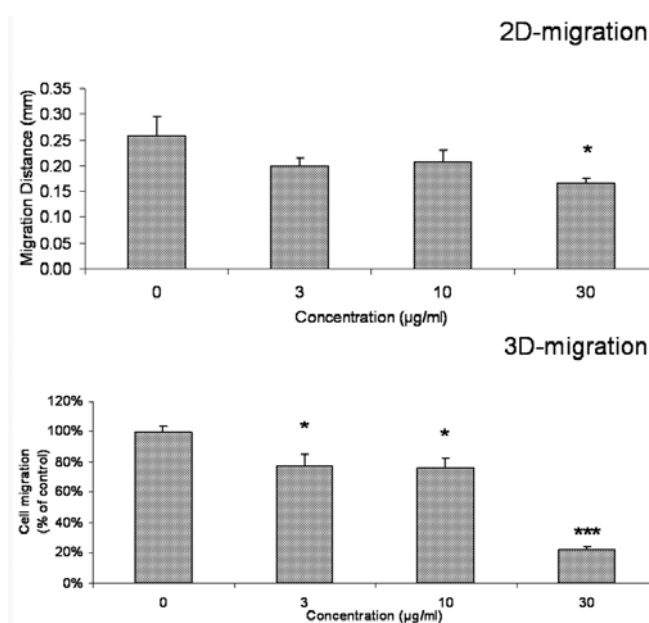 2D-migration
Migration Distance (mm)
0.35
0.30
0.25
0.20
0.15
0.10
0.05
0.00
*
0 3 10 30
Concentration (µg/ml)
3D-migration
Cell migration
(% of control)
120%
100%
80%
60%
40%
20%
0%
* * ***
0 3 10 30
Concentration (µg/ml)